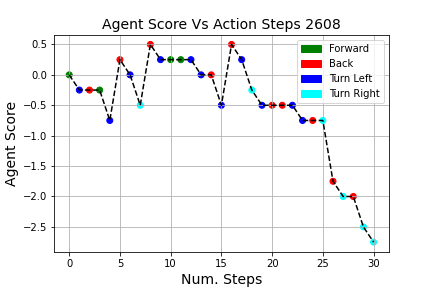 Agent Score Vs Action Steps 2608
Agent Score
0.5
0.0
−0.5
−1.0
−1.5
−2.0
−2.5
Forward
Back
Turn Left
Turn Right
0 5 10 15 20 25 30
Num. Steps